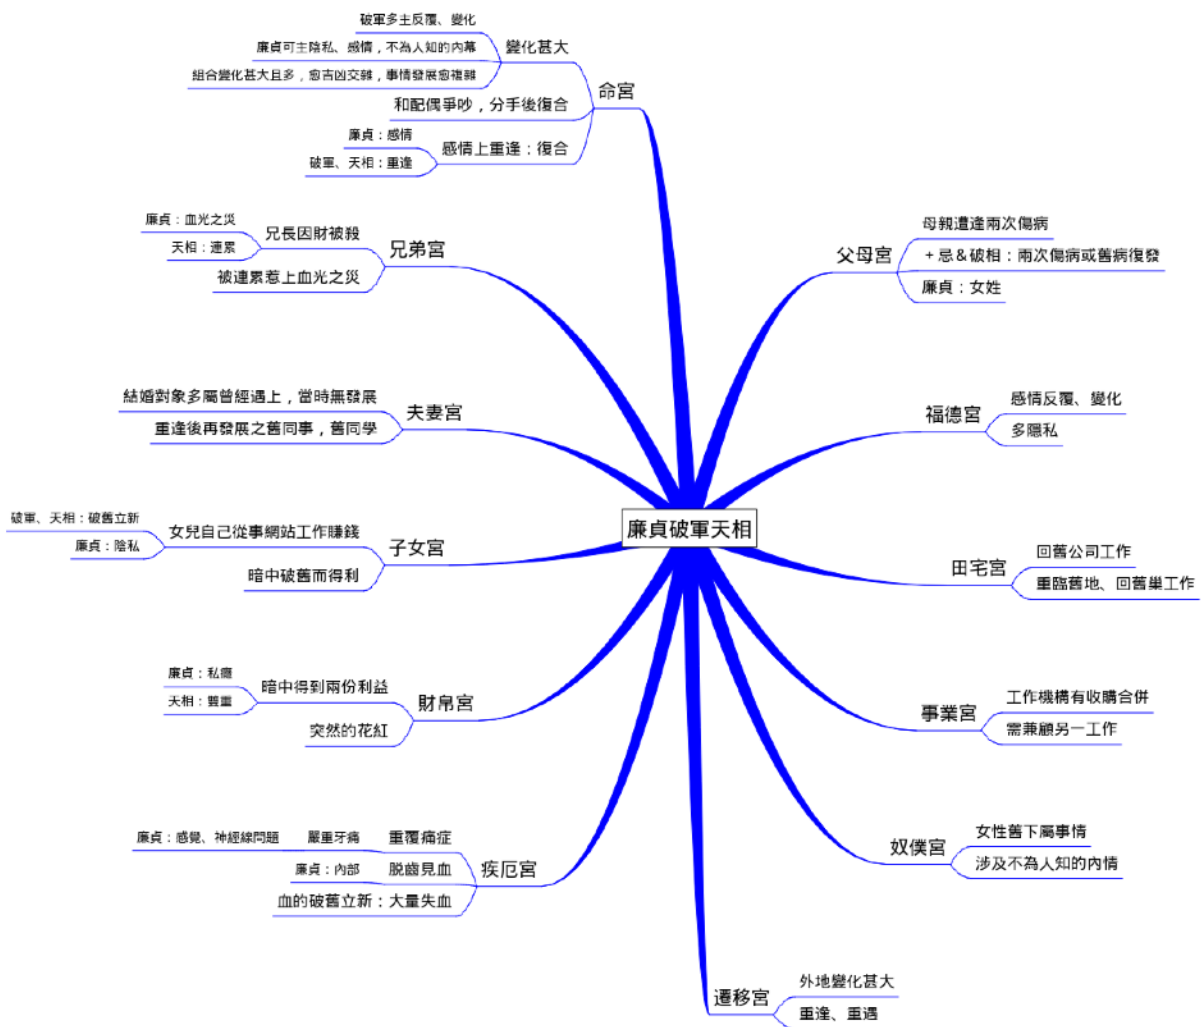 廉貞破軍天相
命宮
變化甚大
破軍多主反覆、變化
廉貞可主陰私、感情，不為人知的內幕
組合變化甚大且多，愈吉凶交雜，事情發展愈複雜
和配偶爭吵，分手後復合
感情上重逢：復合
廉貞：感情
破軍、天相：重逢
兄弟宮
兄長因財被殺
廉貞：血光之災
天相：連累
被連累惹上血光之災
夫妻宮
結婚對象多屬曾經遇上，當時無發展
重逢後再發展之舊同事，舊同學
子女宮
女兒自己從事網站工作賺錢
破軍、天相：破舊立新
廉貞：陰私
暗中破舊而得利
財帛宮
暗中得到兩份利益
廉貞：私隱
天相：雙重
突然的花紅
疾厄宮
重覆痛症
嚴重牙痛
廉貞：感覺、神經線問題
脫齒見血
廉貞：內部
血的破舊立新：大量失血
父母宮
母親遭逢兩次傷病
＋忌＆破相：兩次傷病或舊病復發
廉貞：女姓
福德宮
感情反覆、變化
多隱私
田宅宮
回舊公司工作
重臨舊地、回舊巢工作
事業宮
工作機構有收購合併
需兼顧另一工作
奴僕宮
女性舊下屬事情
涉及不為人知的內情
遷移宮
外地變化甚大
重逢、重遇